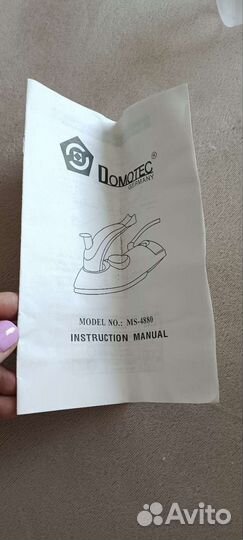 DOMOTEC®
GERMANY
MODEL NO.: MS-4880
INSTRUCTION MANUAL
Avito